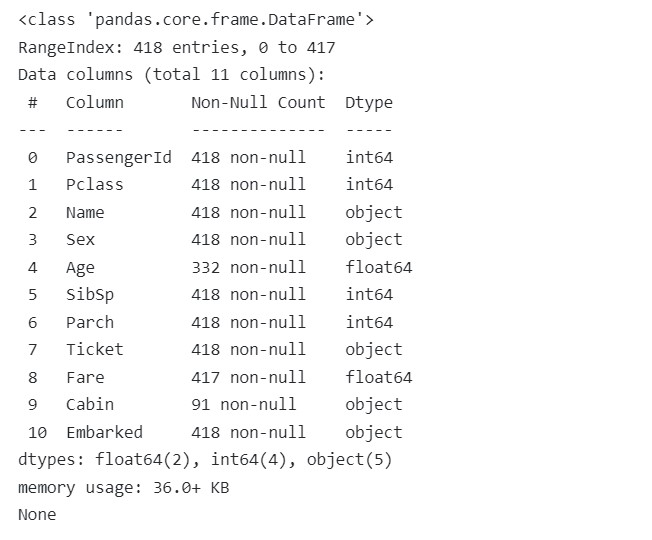 <class 'pandas.core.frame.DataFrame'>
RangeIndex: 418 entries, 0 to 417
Data columns (total 11 columns):
 #   Column       Non-Null Count  Dtype
---  ------       --------------  -----
 0   PassengerId  418 non-null    int64
 1   Pclass       418 non-null    int64
 2   Name         418 non-null    object
 3   Sex          418 non-null    object
 4   Age          332 non-null    float64
 5   SibSp        418 non-null    int64
 6   Parch        418 non-null    int64
 7   Ticket       418 non-null    object
 8   Fare         417 non-null    float64
 9   Cabin        91 non-null     object
 10  Embarked     418 non-null    object
dtypes: float64(2), int64(4), object(5)
memory usage: 36.0+ KB
None